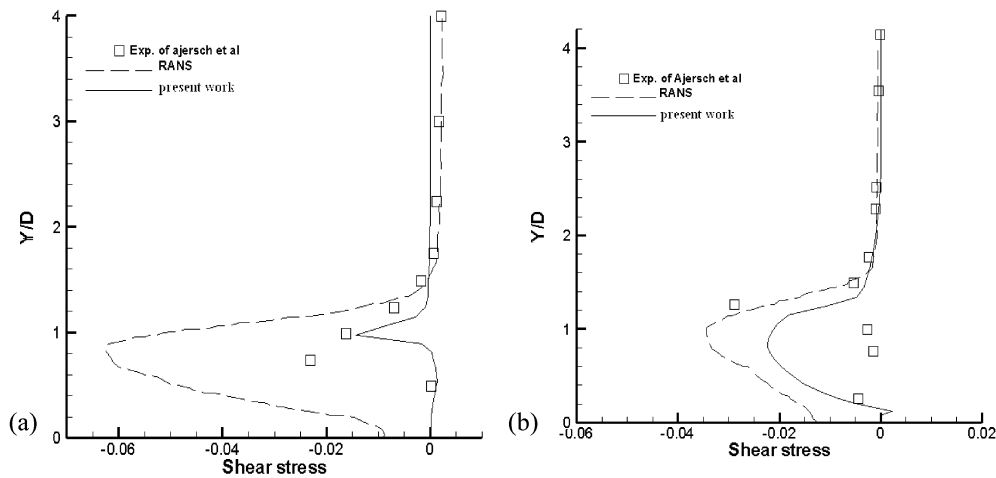 4
3
2
1
0
Y/D
Exp. of ajersch et al
RANS
present work
-0.06
-0.04
-0.02
0
Shear stress
(a)
4
3
2
1
0
Y/D
Exp. of Ajersch et al
RANS
present work
-0.06
-0.04
-0.02
0
0.02
Shear stress
(b)